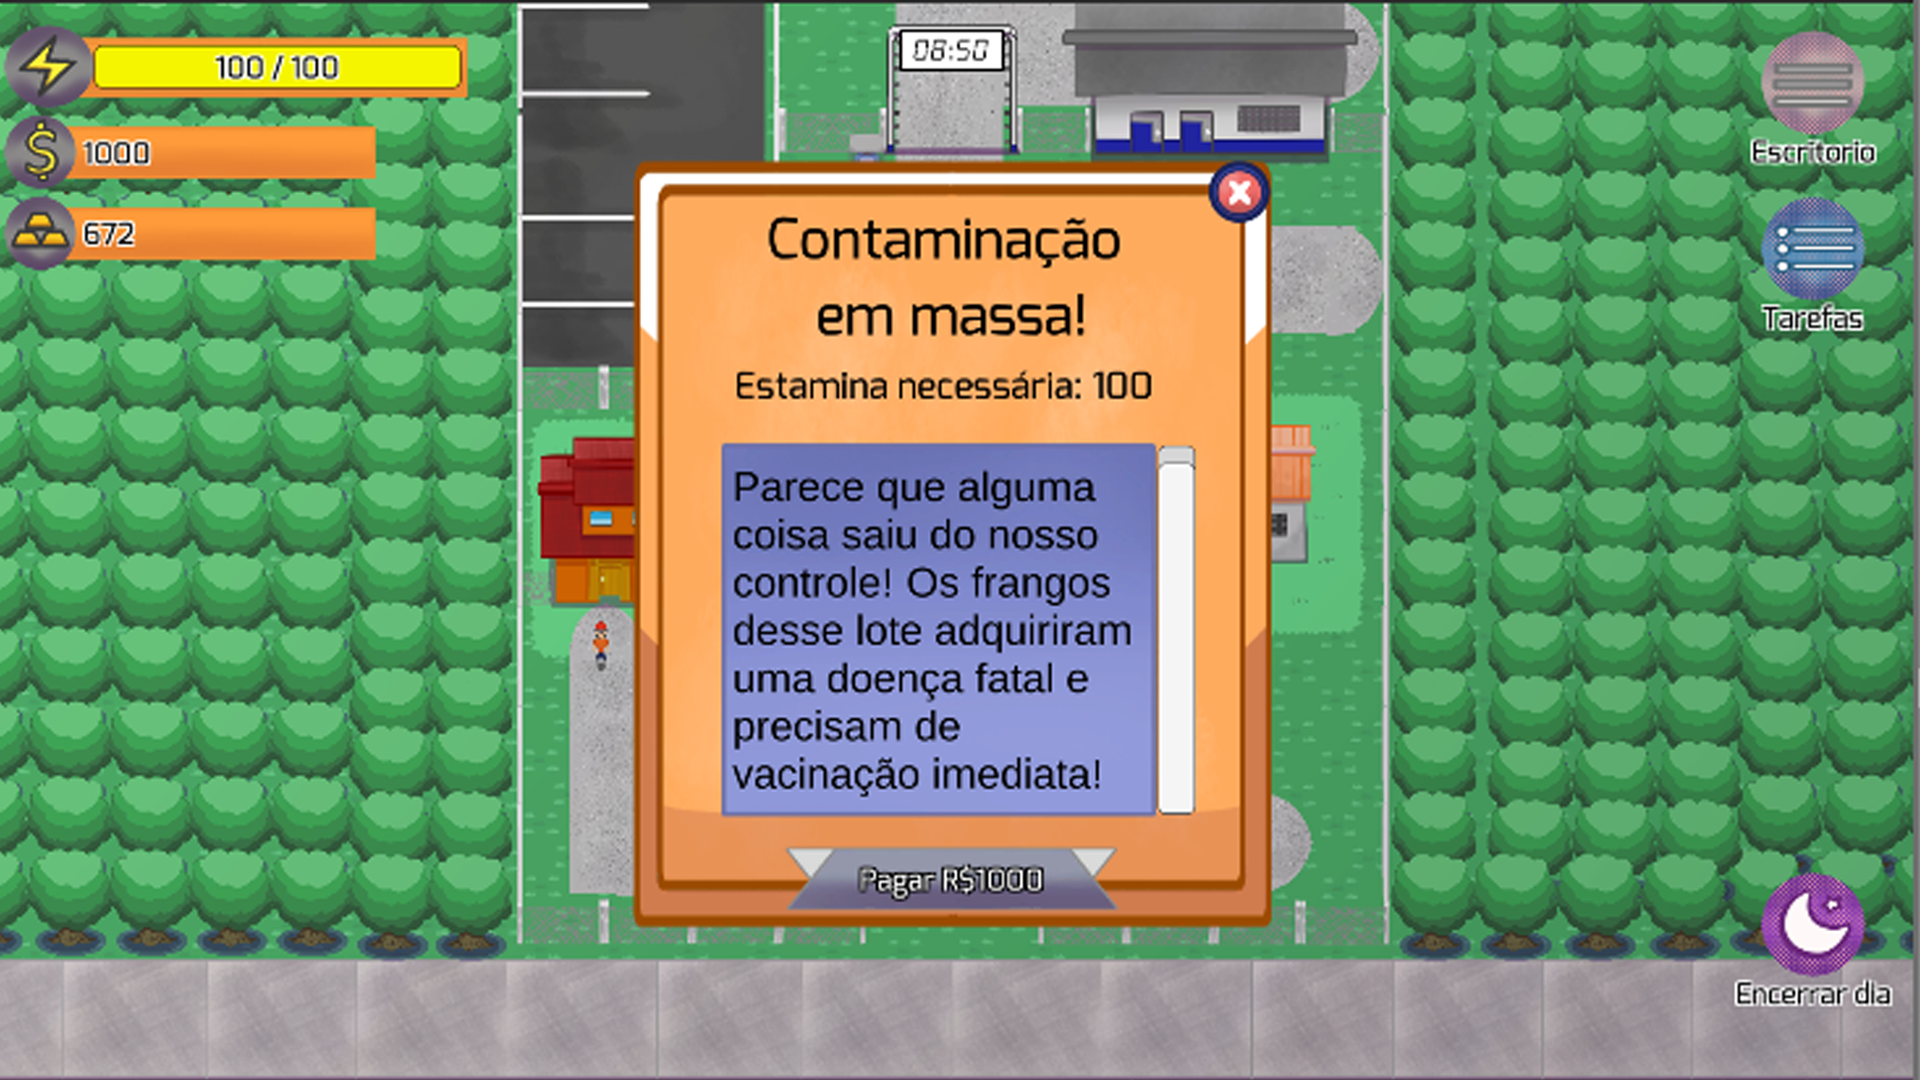 100 / 100
1000
672
08:50
Escritorio
Tarefas
Contaminação
em massa!
Estamina necessária: 100
Parece que alguma
coisa saiu do nosso
controle! Os frangos
desse lote adquiriram
uma doença fatal e
precisam de
vacinação imediata!
Pagar R$1000
Encerrar dia